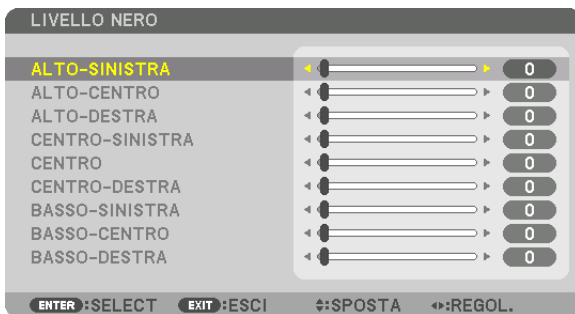 LIVELLO NERO
ALTO-SINISTRA 0
ALTO-CENTRO 0
ALTO-DESTRA 0
CENTRO-SINISTRA 0
CENTRO 0
CENTRO-DESTRA 0
BASSO-SINISTRA 0
BASSO-CENTRO 0
BASSO-DESTRA 0
ENTER:SELECT EXIT:ESCI :SPOSTA :REGOL.